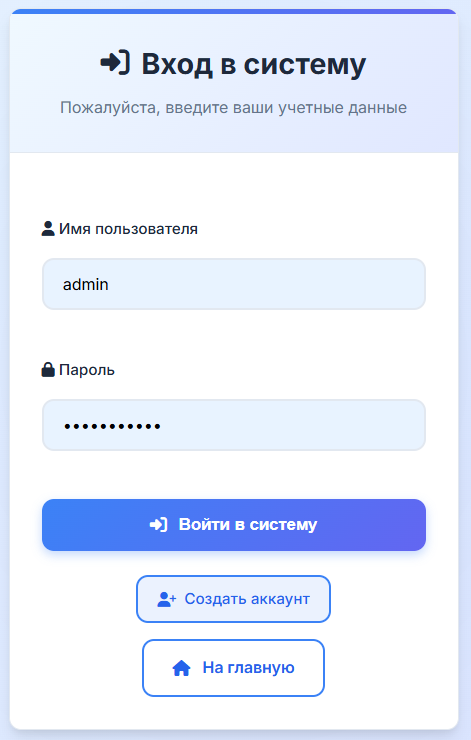 Вход в систему
Пожалуйста, введите ваши учетные данные
Имя пользователя
admin
Пароль
•••••••••••
Войти в систему
Создать аккаунт
На главную